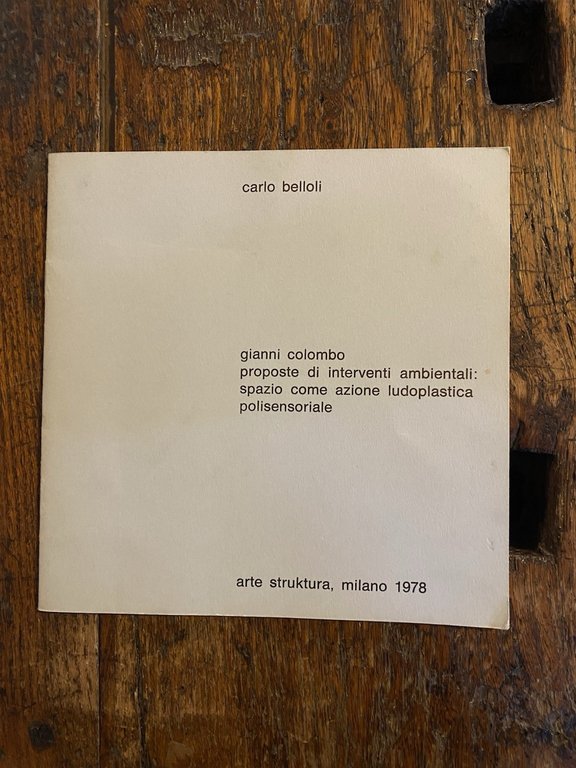 carlo belloli
gianni colombo
proposte di interventi ambientali:
spazio come azione ludoplastica
polisensoriale
arte struktura, milano 1978